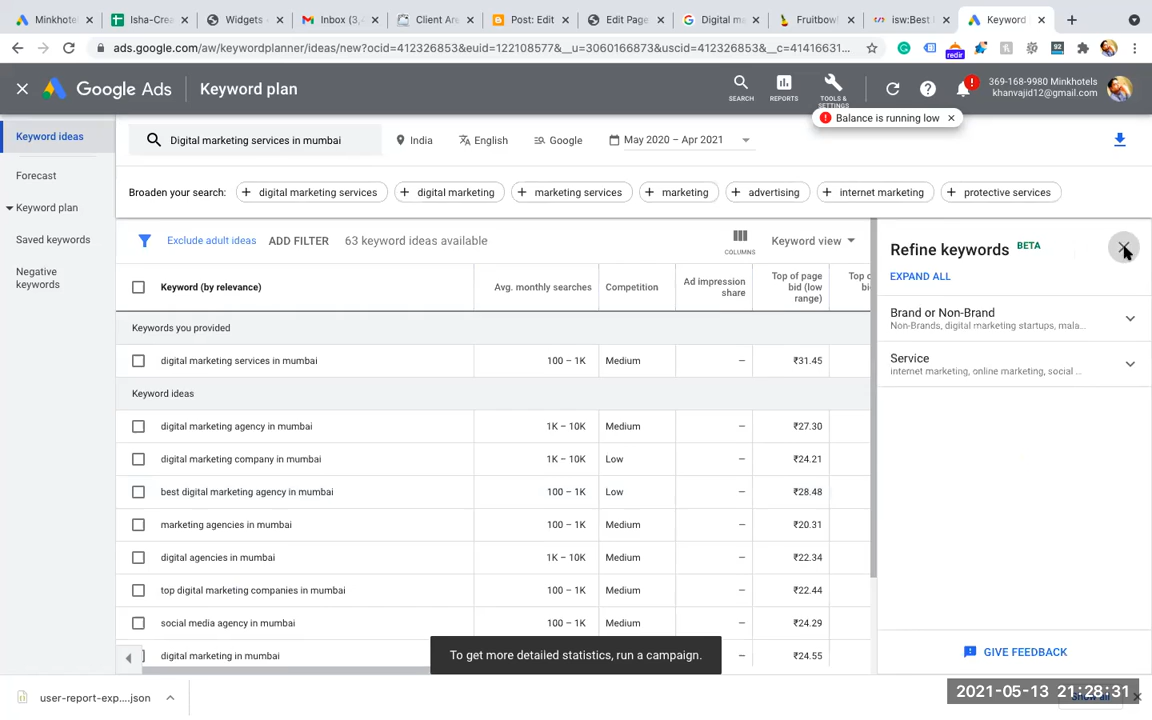 Minkhote
Isha-Crea
Widgets
Inbox (3,4
Client Are
Post: Edit
Edit Page
Digital ma
Fruitbowl
isw:Best
Keyword
ads.google.com/aw/keywordplanner/ideas/new?ocid=412326853&euid=122108577&__u=3060166873&uscid=412326853&__c=41416631...
redir
92
Google Ads
Keyword plan
SEARCH
REPORTS
TOOLS & SETTINGS
369-168-9980 Minkhotels
khanvajid12@gmail.com
Balance is running low
Keyword ideas
Forecast
Keyword plan
Saved keywords
Negative
keywords
Digital marketing services in mumbai
India
English
Google
May 2020 – Apr 2021
Broaden your search:
+ digital marketing services
+ digital marketing
+ marketing services
+ marketing
+ advertising
+ internet marketing
+ protective services
Exclude adult ideas
ADD FILTER
63 keyword ideas available
COLUMNS
Keyword view
Keyword (by relevance)
Avg. monthly searches
Competition
Ad impression
share
Top of page
bid (low
range)
Top
Keywords you provided
digital marketing services in mumbai 100 – 1K Medium – ₹31.45
Keyword ideas
digital marketing agency in mumbai 1K – 10K Medium – ₹27.30
digital marketing company in mumbai 1K – 10K Low – ₹24.21
best digital marketing agency in mumbai 100 – 1K Low – ₹28.48
marketing agencies in mumbai 100 – 1K Medium – ₹20.31
digital agencies in mumbai 1K – 10K Medium – ₹22.34
top digital marketing companies in mumbai 100 – 1K Medium – ₹22.44
social media agency in mumbai 100 – 1K Medium – ₹24.29
digital marketing in mumbai – ₹24.55
Refine keywords BETA
EXPAND ALL
Brand or Non-Brand
Non-Brands, digital marketing startups, mala...
Service
internet marketing, online marketing, social ...
GIVE FEEDBACK
To get more detailed statistics, run a campaign.
user-report-exp....json
2021-05-13 21:28:31